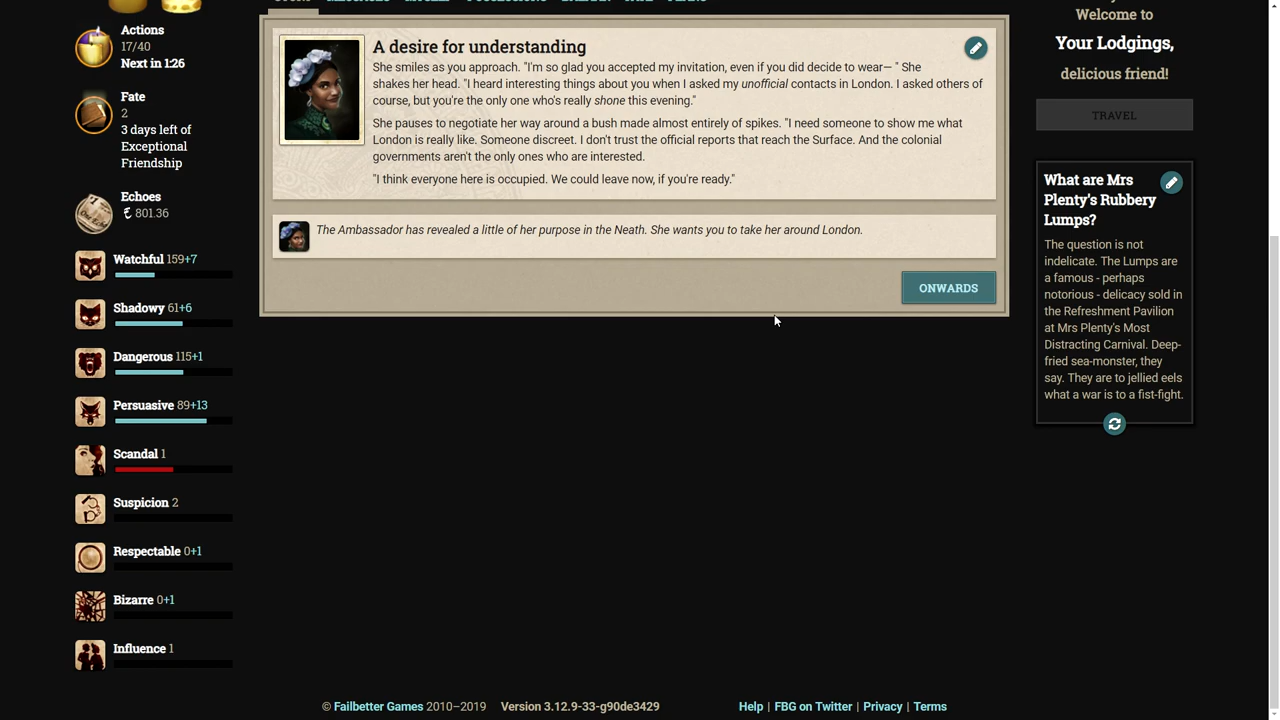 Actions
17/40
Next in 1:26
Fate
2
3 days left of
Exceptional
Friendship
Echoes
801.36
Watchful 159+7
Shadowy 61+6
Dangerous 115+1
Persuasive 89+13
Scandal 1
Suspicion 2
Respectable 0+1
Bizarre 0+1
Influence 1
A desire for understanding
She smiles as you approach. "I'm so glad you accepted my invitation, even if you did decide to wear— " She
shakes her head. "I heard interesting things about you when I asked my unofficial contacts in London. I asked others of
course, but you're the only one who's really shone this evening."
She pauses to negotiate her way around a bush made almost entirely of spikes. "I need someone to show me what
London is really like. Someone discreet. I don't trust the official reports that reach the Surface. And the colonial
governments aren't the only ones who are interested.
"I think everyone here is occupied. We could leave now, if you're ready."
The Ambassador has revealed a little of her purpose in the Neath. She wants you to take her around London.
ONWARDS
Welcome to
Your Lodgings,
delicious friend!
TRAVEL
What are Mrs
Plenty's Rubbery
Lumps?
The question is not
indelicate. The Lumps are
a famous - perhaps
notorious - delicacy sold in
the Refreshment Pavilion
at Mrs Plenty's Most
Distracting Carnival. Deep-
fried sea-monster, they
say. They are to jellied eels
what a war is to a fist-fight.
© Failbetter Games 2010–2019 Version 3.12.9-33-g90de3429 Help | FBG on Twitter | Privacy | Terms